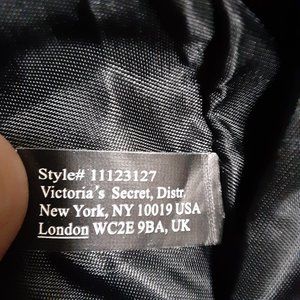 Style# 11123127
Victoria's Secret, Distr.
New York, NY 10019 USA
London WC2E 9BA, UK